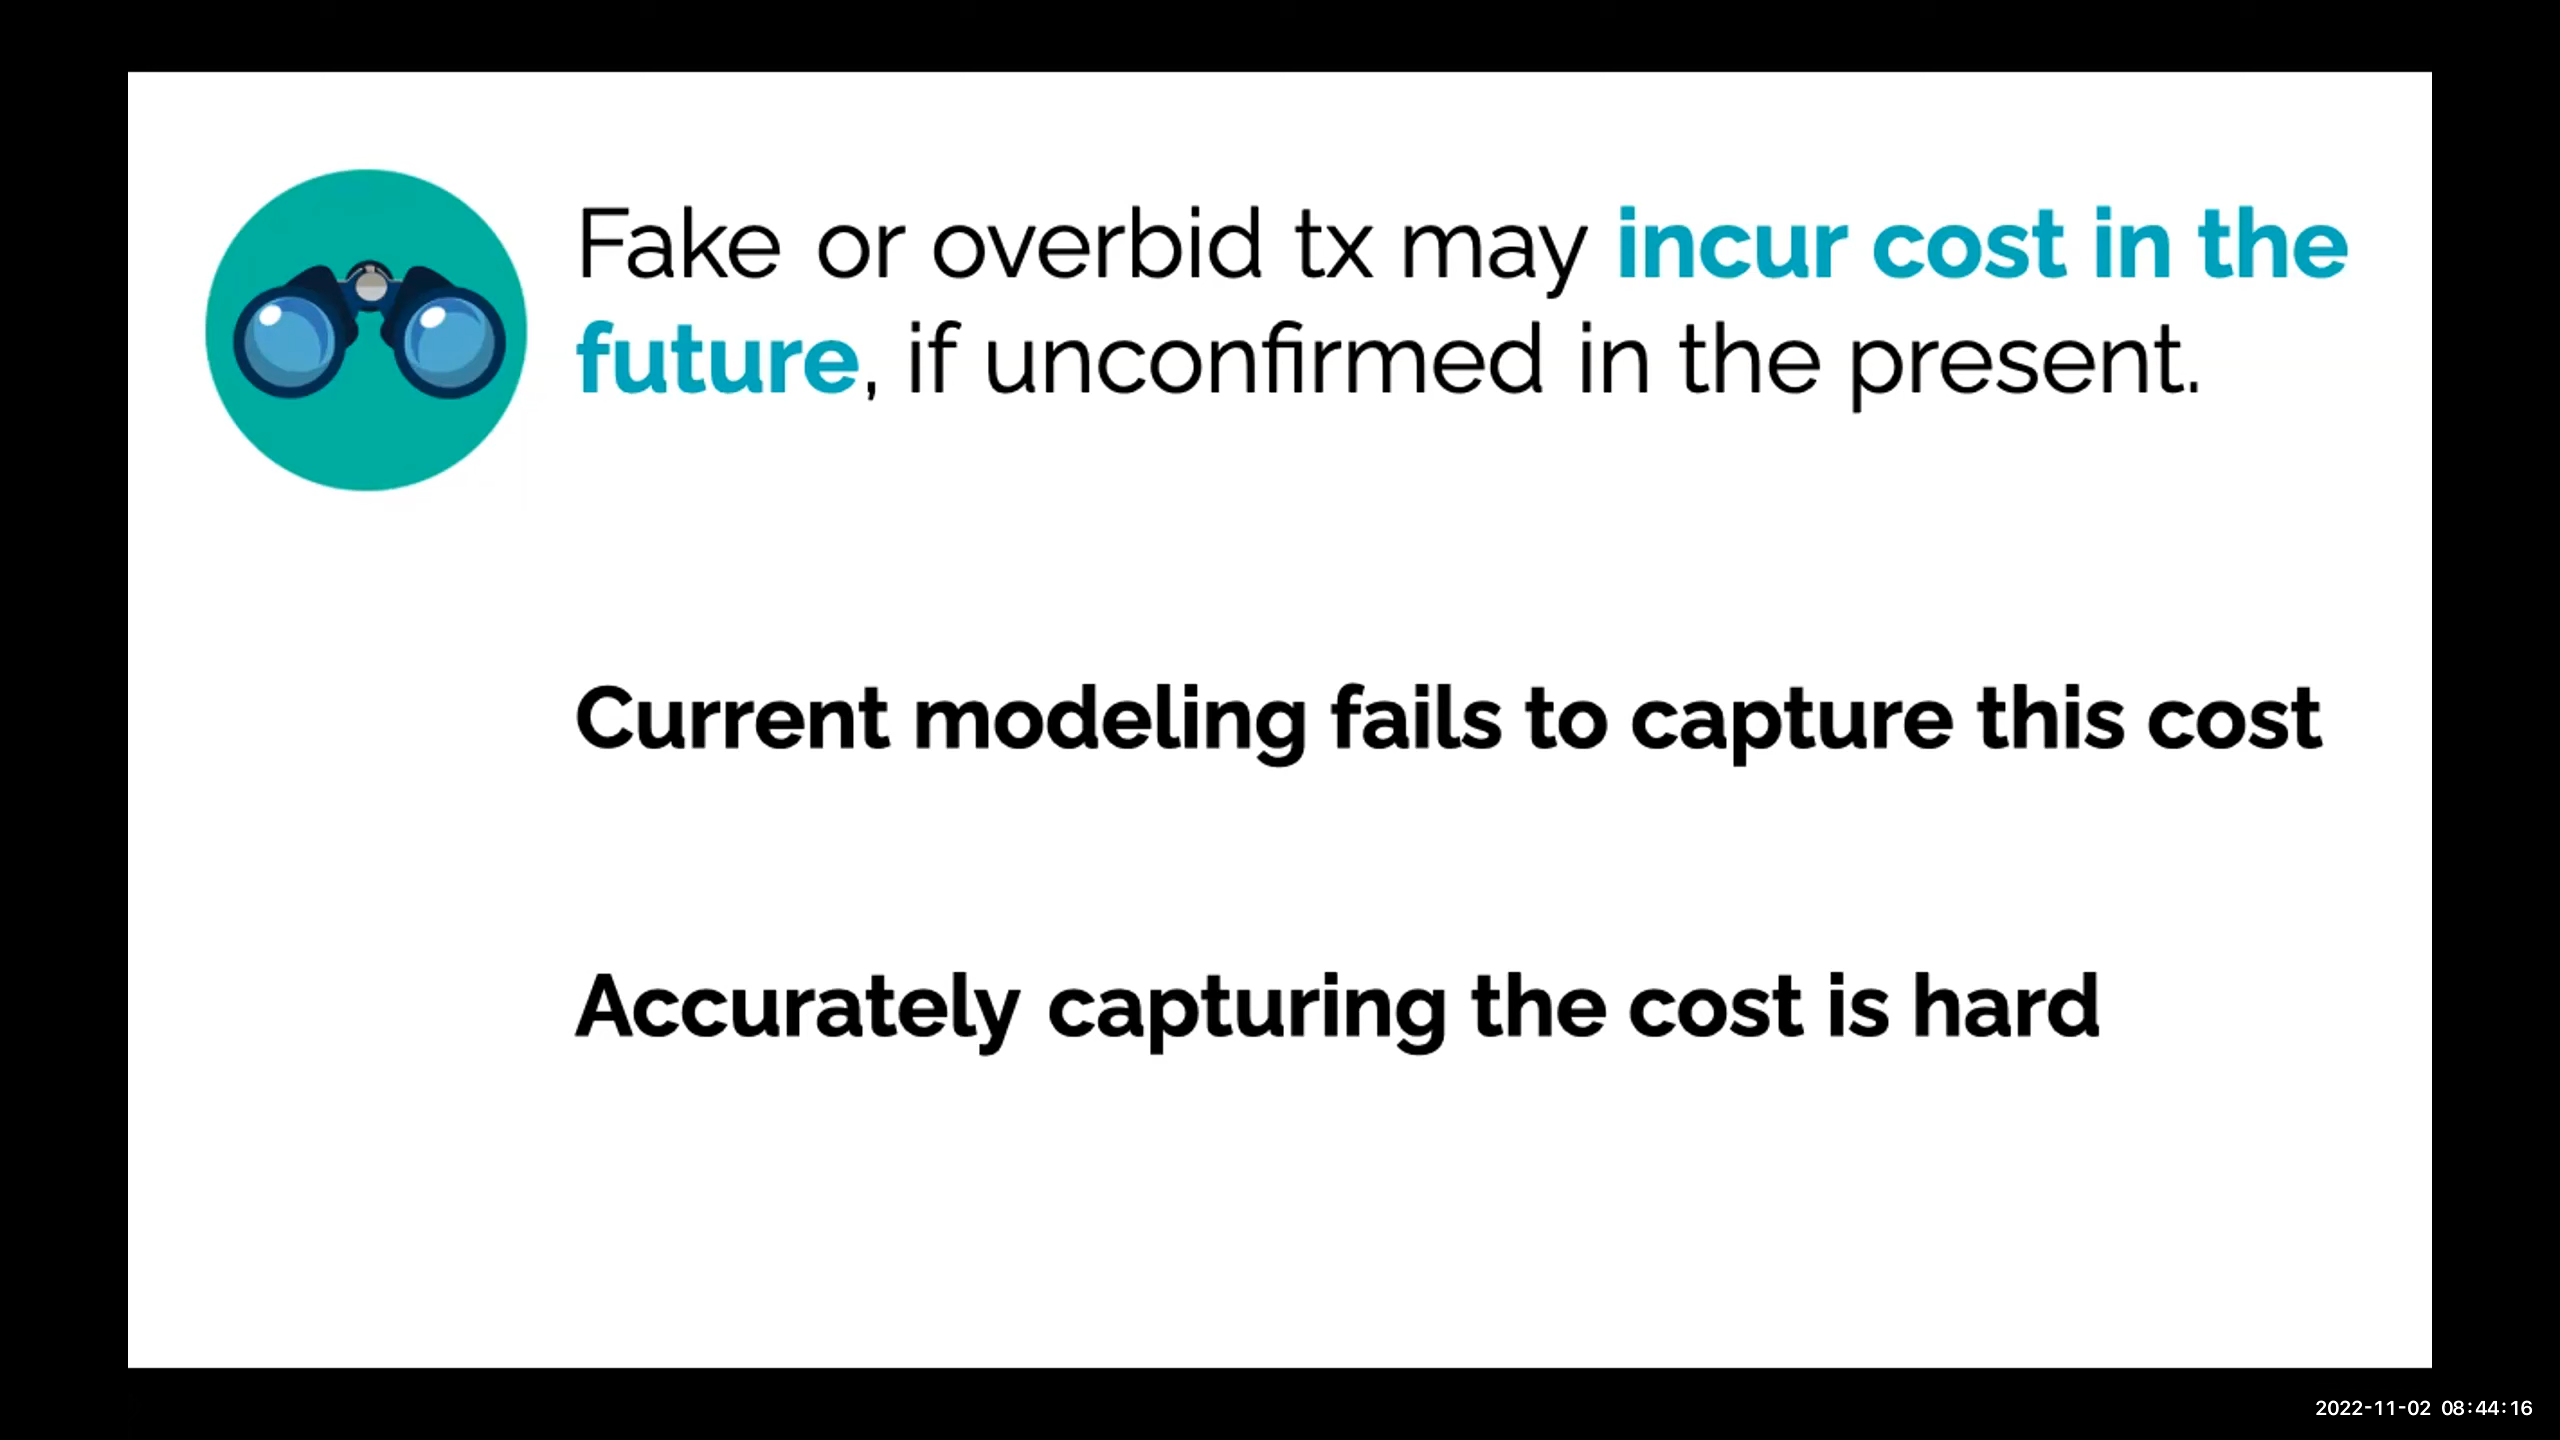 Fake or overbid tx may incur cost in the
future, if unconfirmed in the present.
Current modeling fails to capture this cost
Accurately capturing the cost is hard
2022-11-02 08:44:16